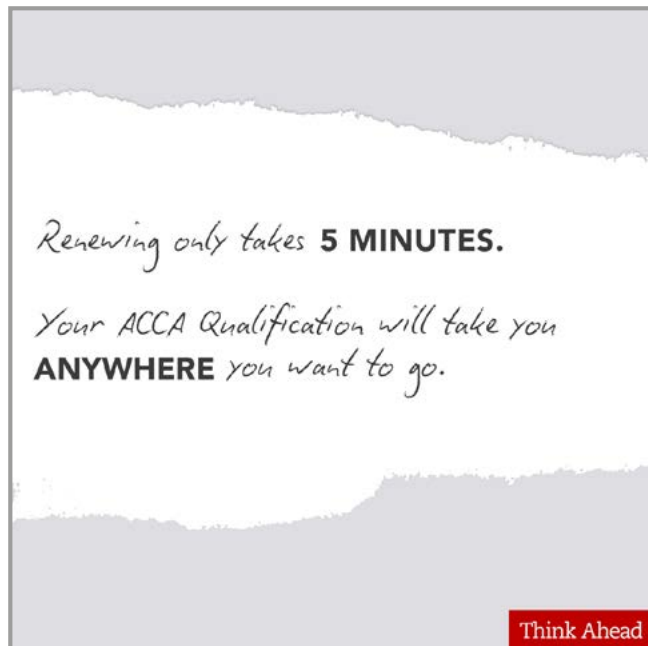 Renewing only takes 5 MINUTES.
Your ACCA Qualification will take you
ANYWHERE you want to go.
Think Ahead